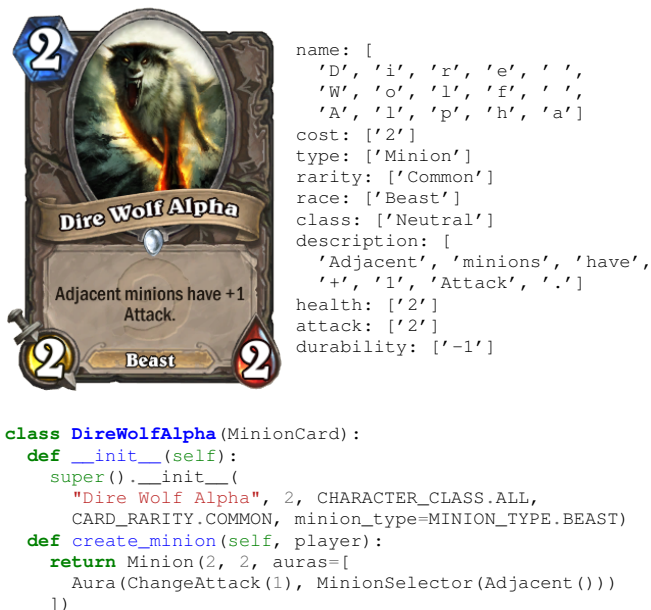 2
Dire Wolf Alpha
Adjacent minions have +1
Attack.
2
Beast
2
name: [
  ’D’, ’i’, ’r’, ’e’, ’ ’,
  ’W’, ’o’, ’l’, ’f’, ’ ’,
  ’A’, ’l’, ’p’, ’h’, ’a’]
cost: [’2’]
type: [’Minion’]
rarity: [’Common’]
race: [’Beast’]
class: [’Neutral’]
description: [
  ’Adjacent’, ’minions’, ’have’,
  ’+’, ’1’, ’Attack’, ’.’]
health: [’2’]
attack: [’2’]
durability: [’-1’]
class DireWolfAlpha(MinionCard):
  def __init__(self):
    super().__init__(
      "Dire Wolf Alpha", 2, CHARACTER_CLASS.ALL,
      CARD_RARITY.COMMON, minion_type=MINION_TYPE.BEAST)
  def create_minion(self, player):
    return Minion(2, 2, auras=[
      Aura(ChangeAttack(1), MinionSelector(Adjacent()))
    ])